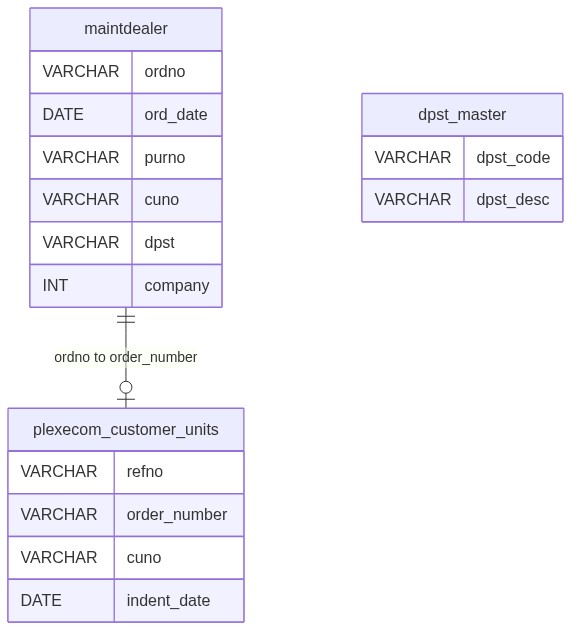 maintdealer
VARCHAR ordno
DATE ord_date
VARCHAR purno
VARCHAR cuno
VARCHAR dpst
INT company
ordno to order_number
plexecom_customer_units
VARCHAR refno
VARCHAR order_number
VARCHAR cuno
DATE indent_date
dpst_master
VARCHAR dpst_code
VARCHAR dpst_desc